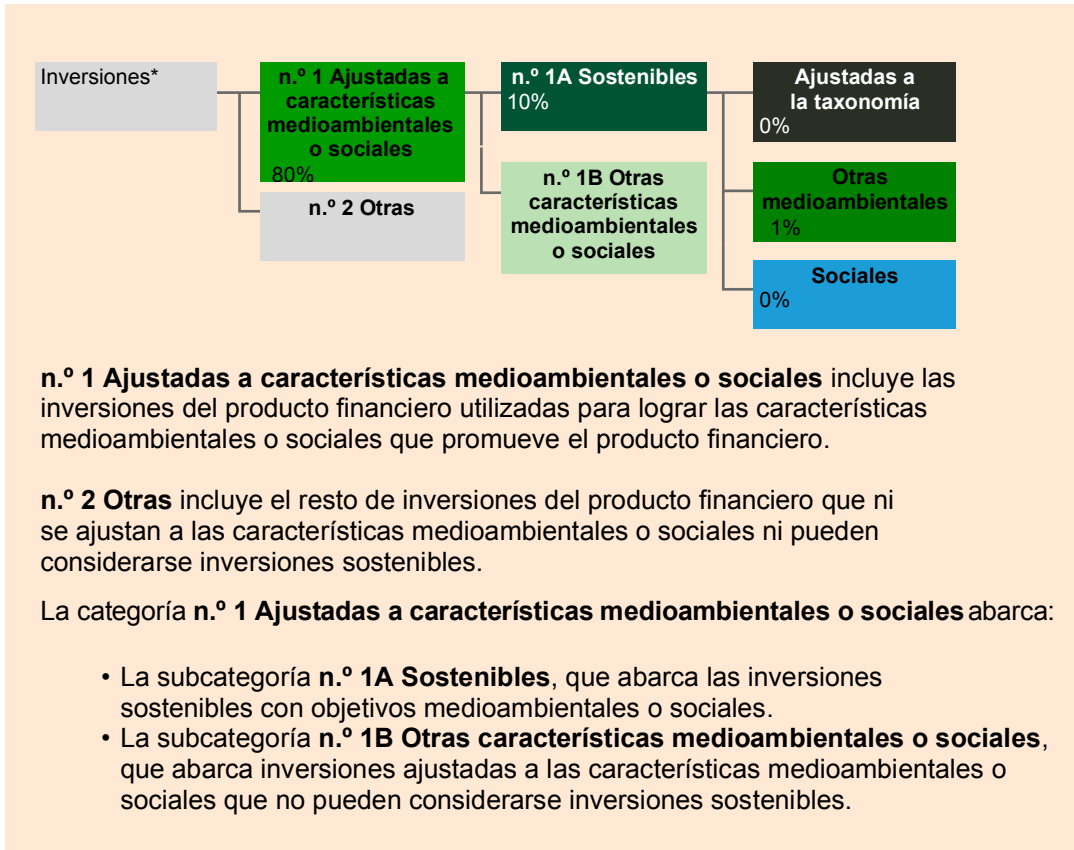 Inversiones*
n.º 1 Ajustadas a
características
medioambientales
o sociales
80%
n.º 2 Otras
n.º 1A Sostenibles
10%
n.º 1B Otras
características
medioambientales
o sociales
Ajustadas a
la taxonomía
0%
Otras
medioambientales
1%
Sociales
0%
n.º 1 Ajustadas a características medioambientales o sociales incluye las
inversiones del producto financiero utilizadas para lograr las características
medioambientales o sociales que promueve el producto financiero.
n.º 2 Otras incluye el resto de inversiones del producto financiero que ni
se ajustan a las características medioambientales o sociales ni pueden
considerarse inversiones sostenibles.
La categoría n.º 1 Ajustadas a características medioambientales o sociales abarca:
• La subcategoría n.º 1A Sostenibles, que abarca las inversiones
sostenibles con objetivos medioambientales o sociales.
• La subcategoría n.º 1B Otras características medioambientales o sociales,
que abarca inversiones ajustadas a las características medioambientales o
sociales que no pueden considerarse inversiones sostenibles.